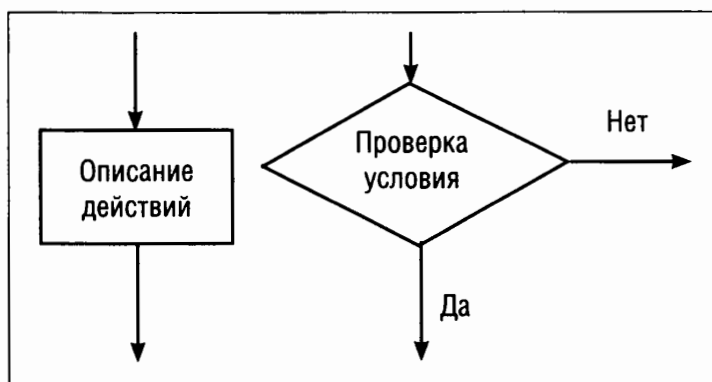 Описание
действий
Проверка
условия
Нет
Да